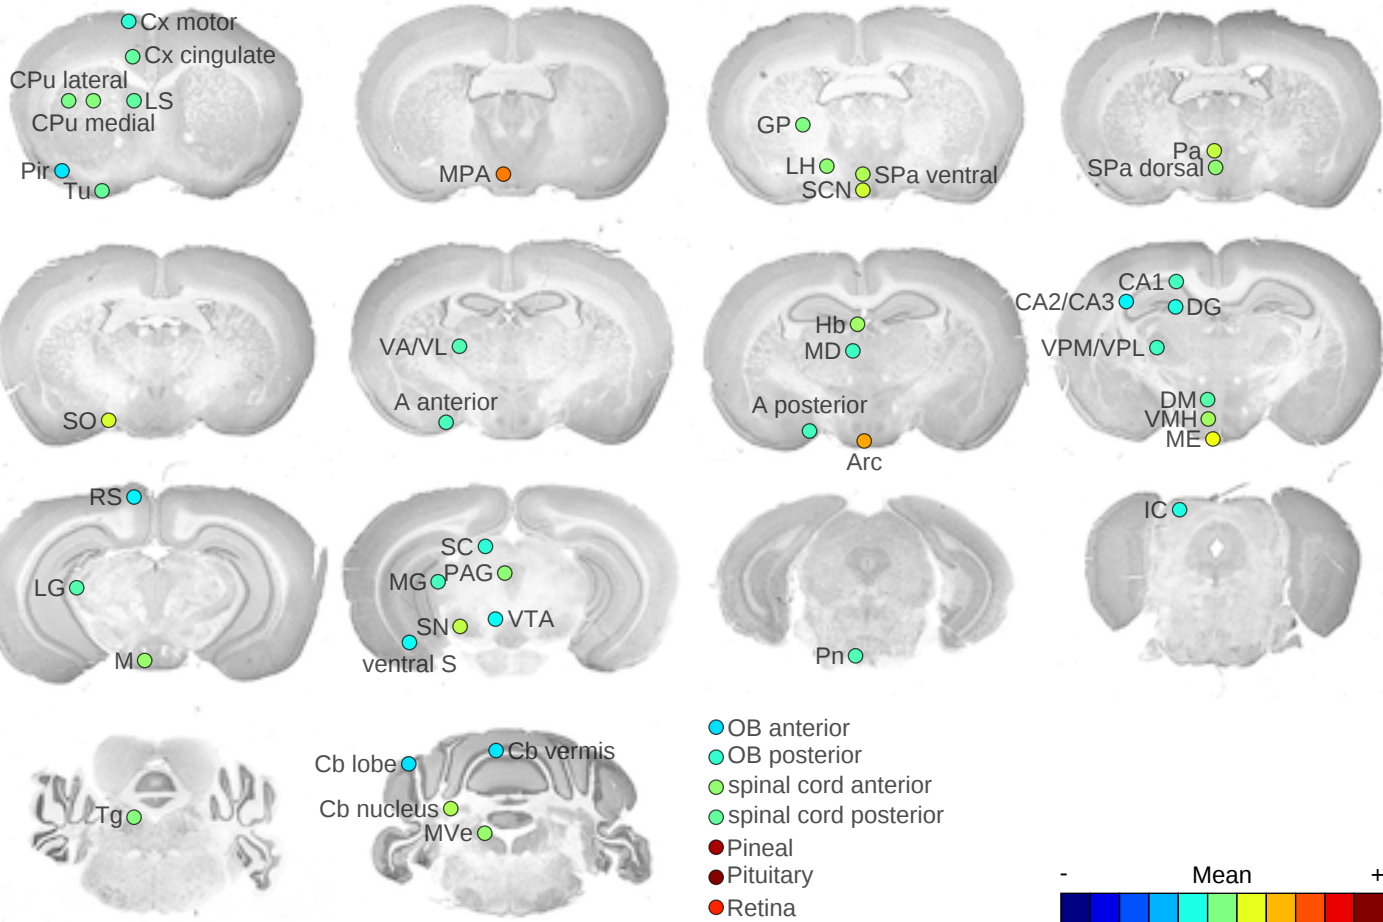 Cx motor
Cx cingulate
CPu lateral
LS
CPu medial
Pir
Tu
MPA
GP
LH
SPa ventral
SCN
Pa
SPa dorsal
SO
VA/VL
A anterior
Hb
MD
A posterior
Arc
CA1
CA2/CA3
DG
VPM/VPL
DM
VMH
ME
RS
LG
M
SC
MG
PAG
SN
VTA
ventral S
Pn
IC
Tg
Cb lobe
Cb vermis
Cb nucleus
MVe
OB anterior
OB posterior
spinal cord anterior
spinal cord posterior
Pineal
Pituitary
Retina
- Mean +